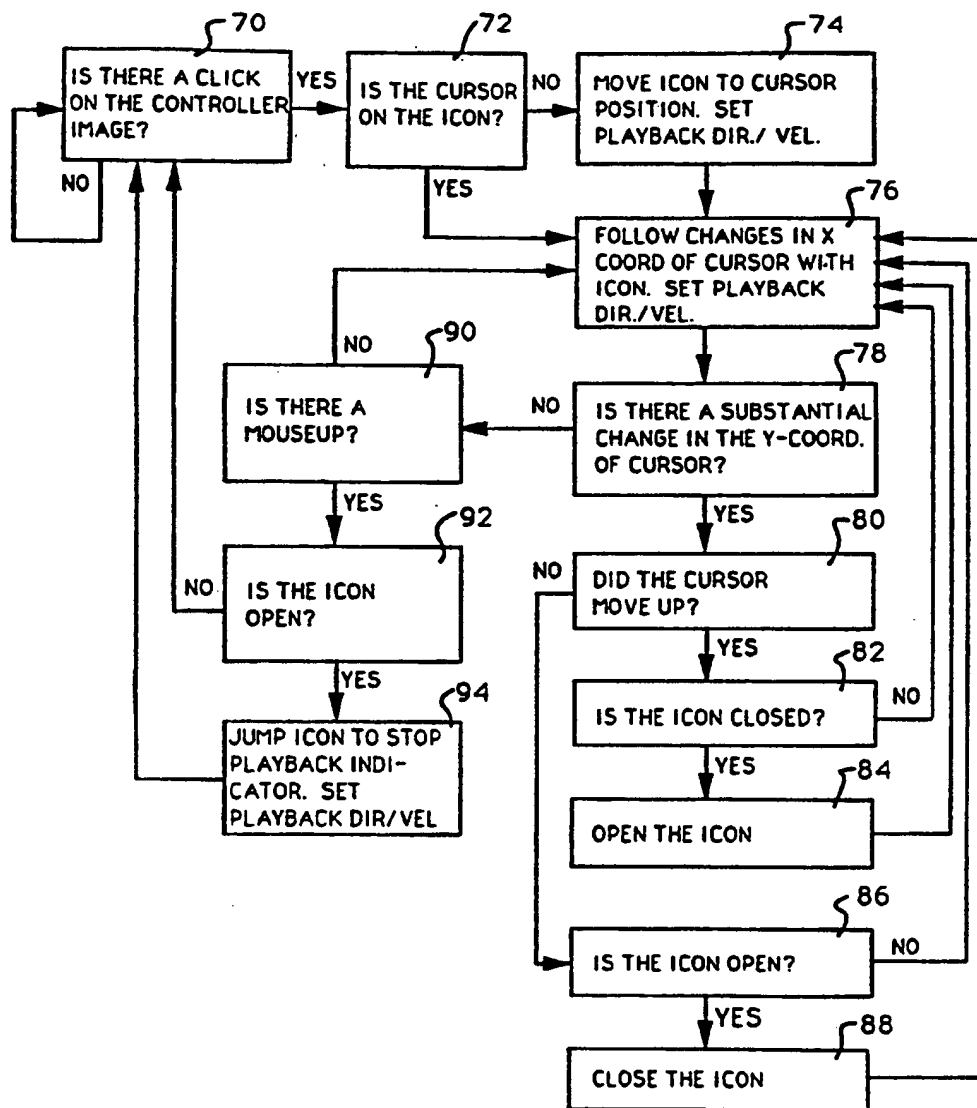 70
IS THERE A CLICK
ON THE CONTROLLER
IMAGE?
YES
NO
72
IS THE CURSOR
ON THE ICON?
NO
YES
74
MOVE ICON TO CURSOR
POSITION. SET
PLAYBACK DIR./ VEL.
76
FOLLOW CHANGES IN X
COORD OF CURSOR WITH
ICON. SET PLAYBACK
DIR./VEL.
78
IS THERE A SUBSTANTIAL
CHANGE IN THE Y-COORD.
OF CURSOR?
NO
YES
90
NO
IS THERE A
MOUSEUP?
YES
92
IS THE ICON
OPEN?
NO
YES
94
JUMP ICON TO STOP
PLAYBACK INDI-
CATOR. SET
PLAYBACK DIR/VEL
80
DID THE CURSOR
MOVE UP?
NO
YES
82
IS THE ICON CLOSED?
NO
YES
84
OPEN THE ICON
86
IS THE ICON OPEN?
NO
YES
88
CLOSE THE ICON